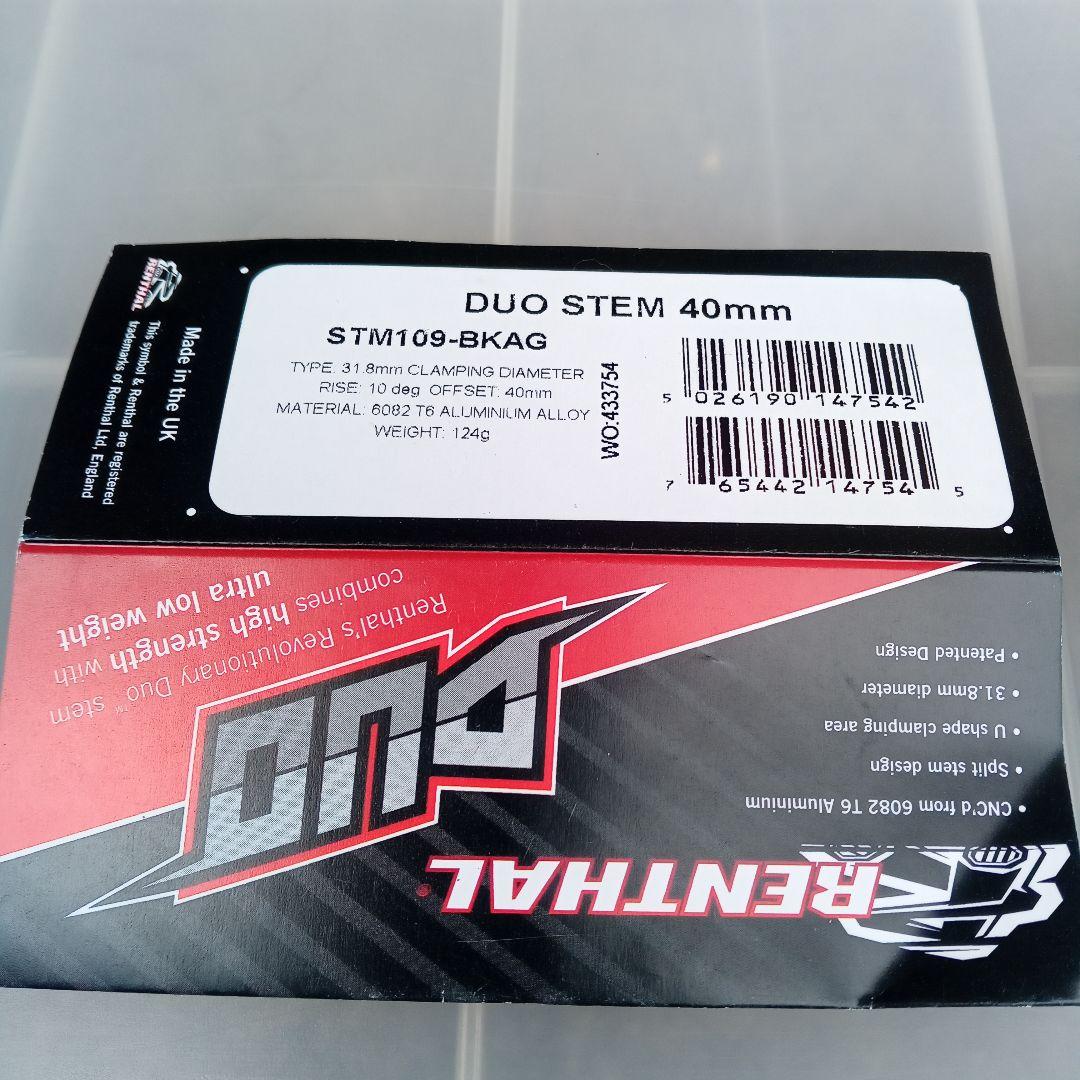 DUO STEM 40mm
STM109-BKAG
TYPE: 31.8mm CLAMPING DIAMETER
RISE: 10 deg OFFSET: 40mm
MATERIAL: 6082 T6 ALUMINIUM ALLOY
WEIGHT: 124g
WO:433754
5 026190 147542
7 65442 14754 5
Made in the UK
RENTHAL
This symbol & Renthal are registered
trademarks of Renthal Ltd, England
RENTHAL®
• CNC'd from 6082 T6 Aluminium
• Split stem design
• U shape clamping area
• 31.8mm diameter
• Patented Design
DUO
Renthal's Revolutionary Duo™ stem
combines high strength with
ultra low weight